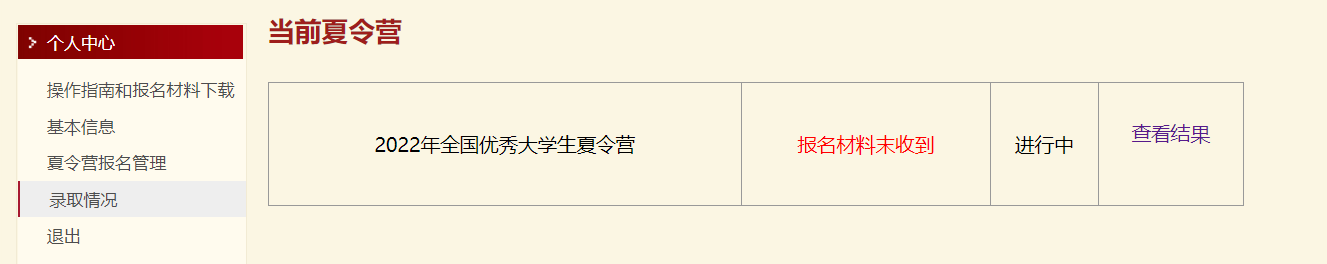 当前夏令营
个人中心
操作指南和报名材料下载
基本信息
夏令营报名管理
录取情况
退出
2022年全国优秀大学生夏令营
报名材料末收到
进行中
查看结果